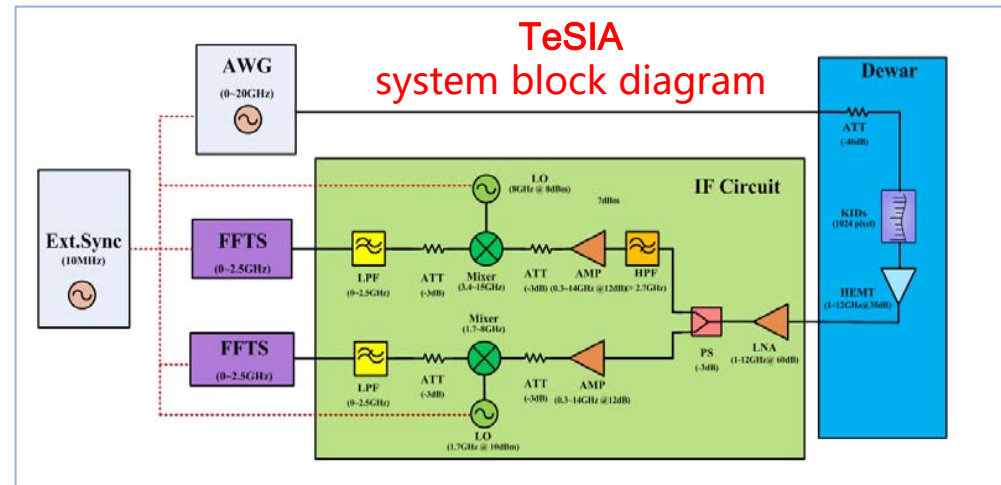 TeSIA
system block diagram
AWG
(0~20GHz)
Dewar
ATT
(-40dB)
LO
(8GHz @ 8dBm)
IF Circuit
7dBm
KIDs
(1024 pixel)
Ext.Sync
(10MHz)
FFTS
(0~2.5GHz)
LPF
(0~2.5GHz)
ATT
(-3dB)
Mixer
(3.4~15GHz)
ATT
(-3dB)
AMP
(0.3~14GHz @12dB)
HPF
(> 2.7GHz)
HEMT
(1~12GHz@35dB)
Mixer
(1.7~8GHz)
PS
(-3dB)
LNA
(1-12GHz@ 60dB)
FFTS
(0~2.5GHz)
LPF
(0~2.5GHz)
ATT
(-3dB)
ATT
(-3dB)
AMP
(0.3~14GHz @12dB)
LO
(1.7GHz @ 10dBm)